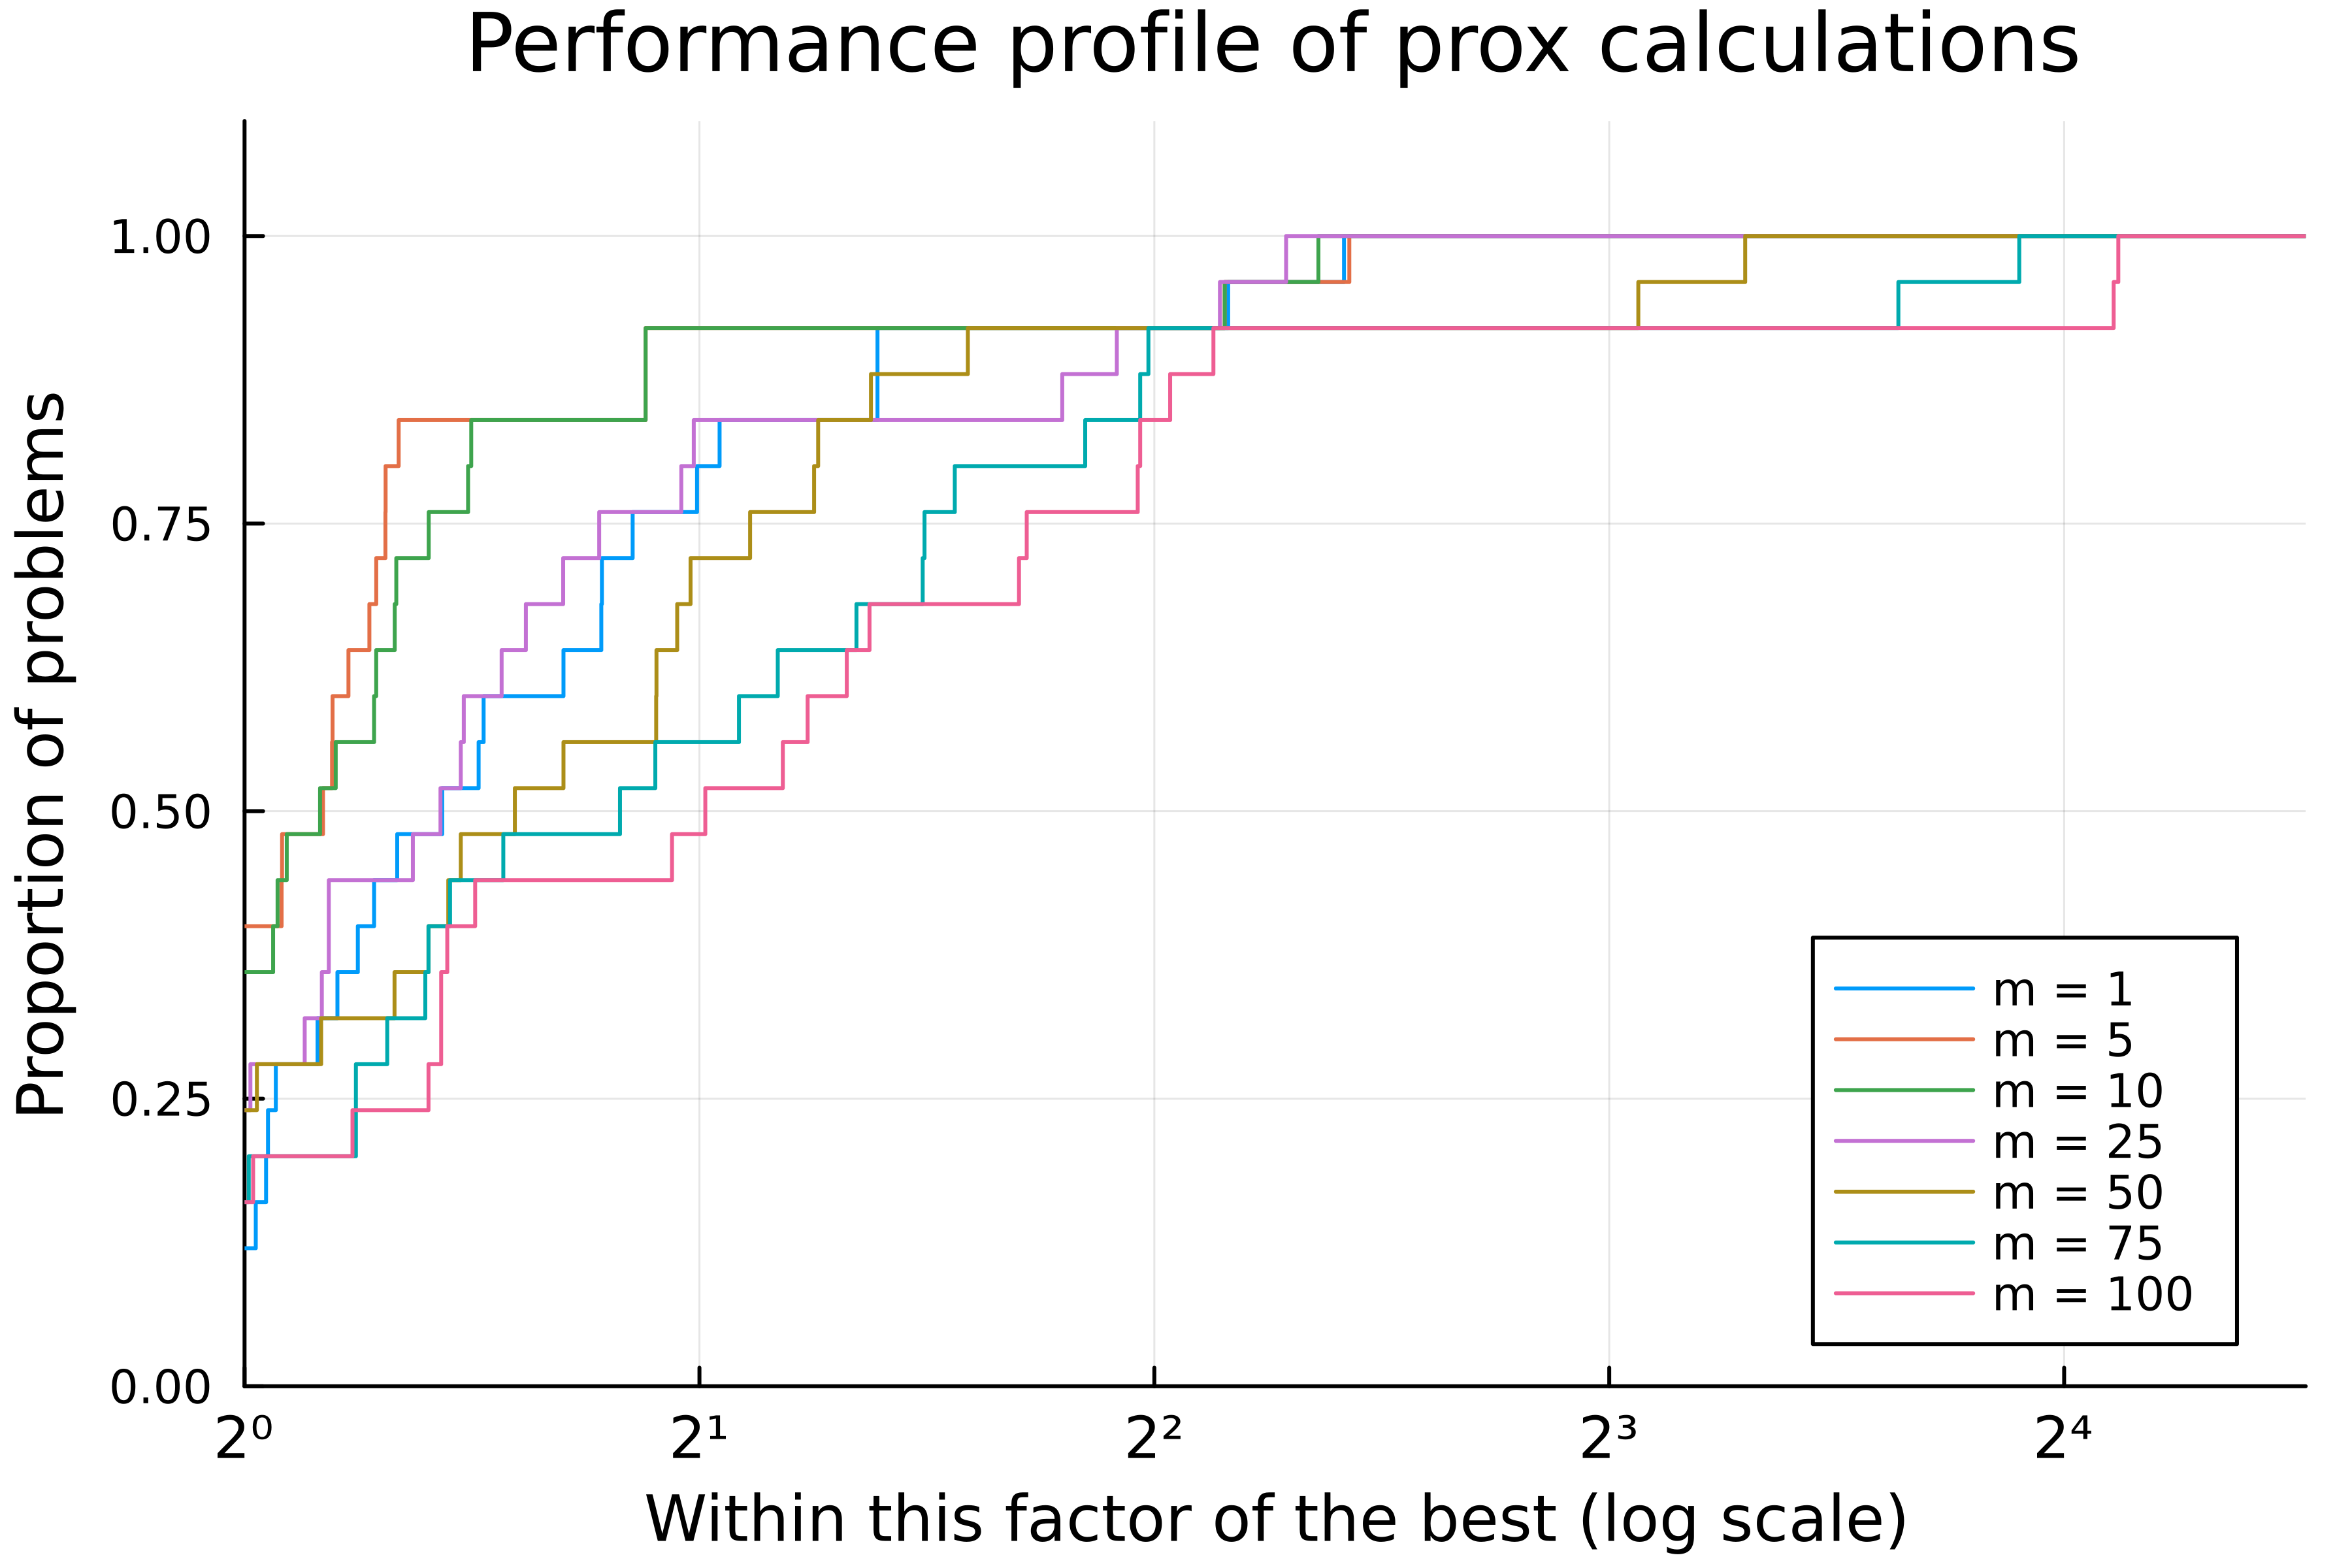 Performance profile of prox calculations
Proportion of problems
1.00
0.75
0.50
0.25
0.00
2⁰ 2¹ 2² 2³ 2⁴
Within this factor of the best (log scale)
m = 1
m = 5
m = 10
m = 25
m = 50
m = 75
m = 100